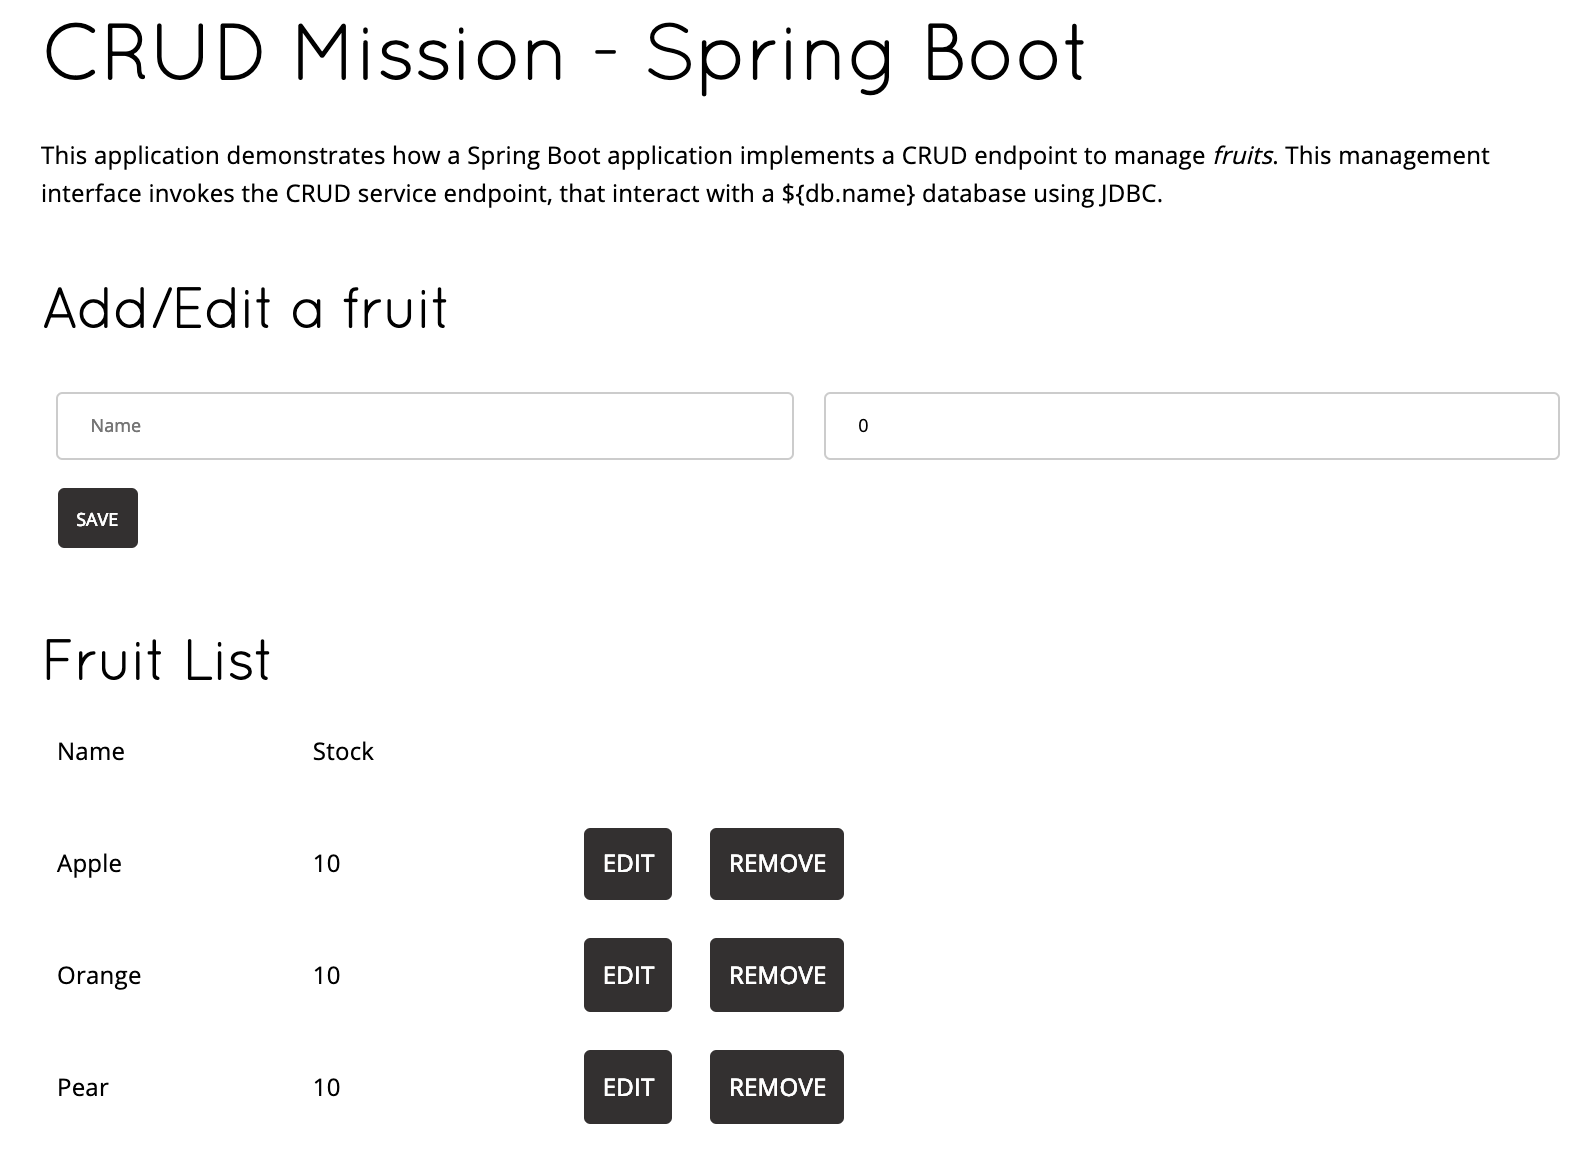 CRUD Mission - Spring Boot
This application demonstrates how a Spring Boot application implements a CRUD endpoint to manage fruits. This management
interface invokes the CRUD service endpoint, that interact with a ${db.name} database using JDBC.
Add/Edit a fruit
Name
0
SAVE
Fruit List
Name Stock
Apple 10 EDIT REMOVE
Orange 10 EDIT REMOVE
Pear 10 EDIT REMOVE